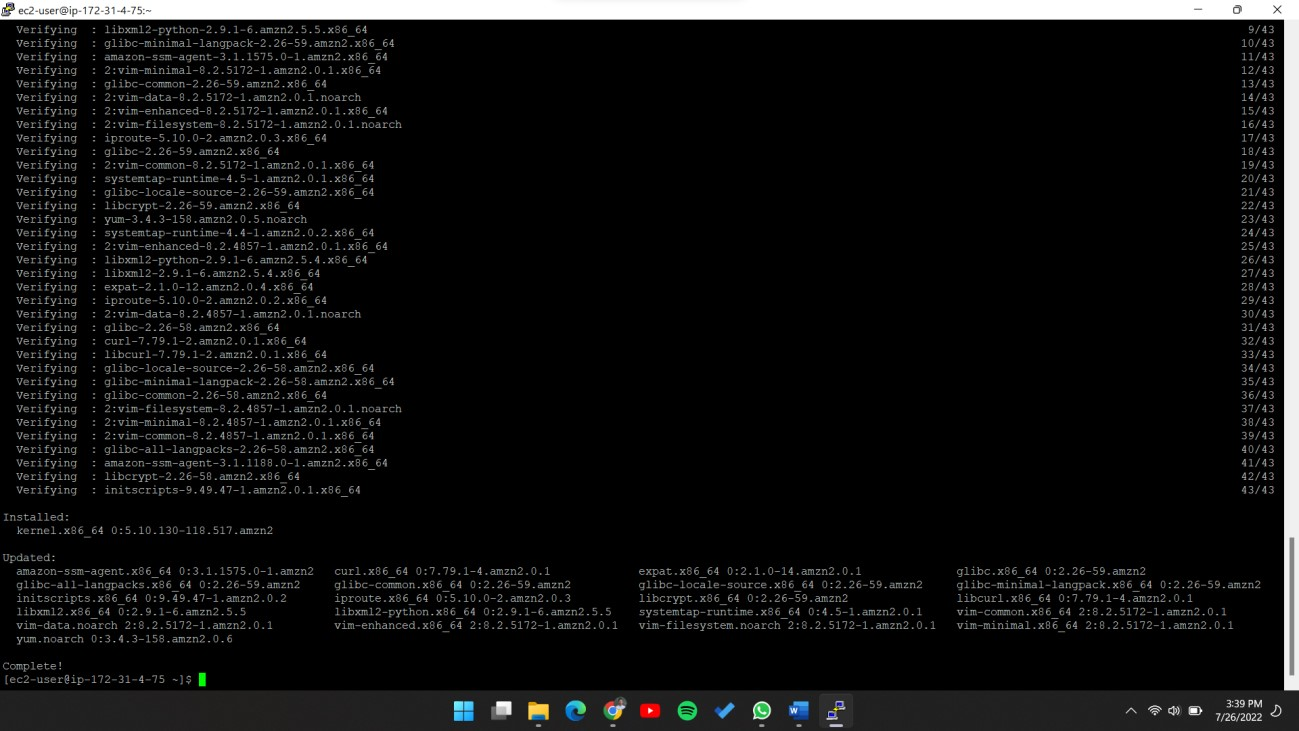 ec2-user@ip-172-31-4-75:~
Verifying : libxml2-python-2.9.1-6.amzn2.5.5.x86_64 9/43
Verifying : glibc-minimal-langpack-2.26-59.amzn2.x86_64 10/43
Verifying : amazon-ssm-agent-3.1.1575.0-1.amzn2.x86_64 11/43
Verifying : 2:vim-minimal-8.2.5172-1.amzn2.0.1.x86_64 12/43
Verifying : glibc-common-2.26-59.amzn2.x86_64 13/43
Verifying : 2:vim-data-8.2.5172-1.amzn2.0.1.noarch 14/43
Verifying : 2:vim-enhanced-8.2.5172-1.amzn2.0.1.x86_64 15/43
Verifying : 2:vim-filesystem-8.2.5172-1.amzn2.0.1.noarch 16/43
Verifying : iproute-5.10.0-2.amzn2.0.3.x86_64 17/43
Verifying : glibc-2.26-59.amzn2.x86_64 18/43
Verifying : 2:vim-common-8.2.5172-1.amzn2.0.1.x86_64 19/43
Verifying : systemtap-runtime-4.5-1.amzn2.0.1.x86_64 20/43
Verifying : glibc-locale-source-2.26-59.amzn2.x86_64 21/43
Verifying : libcrypt-2.26-59.amzn2.x86_64 22/43
Verifying : yum-3.4.3-158.amzn2.0.5.noarch 23/43
Verifying : systemtap-runtime-4.4-1.amzn2.0.2.x86_64 24/43
Verifying : 2:vim-enhanced-8.2.4857-1.amzn2.0.1.x86_64 25/43
Verifying : libxml2-python-2.9.1-6.amzn2.5.4.x86_64 26/43
Verifying : libxml2-2.9.1-6.amzn2.5.4.x86_64 27/43
Verifying : expat-2.1.0-12.amzn2.0.4.x86_64 28/43
Verifying : iproute-5.10.0-2.amzn2.0.2.x86_64 29/43
Verifying : 2:vim-data-8.2.4857-1.amzn2.0.1.noarch 30/43
Verifying : glibc-2.26-58.amzn2.x86_64 31/43
Verifying : curl-7.79.1-2.amzn2.0.1.x86_64 32/43
Verifying : libcurl-7.79.1-2.amzn2.0.1.x86_64 33/43
Verifying : glibc-locale-source-2.26-58.amzn2.x86_64 34/43
Verifying : glibc-minimal-langpack-2.26-58.amzn2.x86_64 35/43
Verifying : glibc-common-2.26-58.amzn2.x86_64 36/43
Verifying : 2:vim-filesystem-8.2.4857-1.amzn2.0.1.noarch 37/43
Verifying : 2:vim-minimal-8.2.4857-1.amzn2.0.1.x86_64 38/43
Verifying : 2:vim-common-8.2.4857-1.amzn2.0.1.x86_64 39/43
Verifying : glibc-all-langpacks-2.26-58.amzn2.x86_64 40/43
Verifying : amazon-ssm-agent-3.1.1188.0-1.amzn2.x86_64 41/43
Verifying : libcrypt-2.26-58.amzn2.x86_64 42/43
Verifying : initscripts-9.49.47-1.amzn2.0.1.x86_64 43/43
Installed:
kernel.x86_64 0:5.10.130-118.517.amzn2
Updated:
amazon-ssm-agent.x86_64 0:3.1.1575.0-1.amzn2 curl.x86_64 0:7.79.1-4.amzn2.0.1 expat.x86_64 0:2.1.0-14.amzn2.0.1 glibc.x86_64 0:2.26-59.amzn2
glibc-all-langpacks.x86_64 0:2.26-59.amzn2 glibc-common.x86_64 0:2.26-59.amzn2 glibc-locale-source.x86_64 0:2.26-59.amzn2 glibc-minimal-langpack.x86_64 0:2.26-59.amzn2
initscripts.x86_64 0:9.49.47-1.amzn2.0.2 iproute.x86_64 0:5.10.0-2.amzn2.0.3 libcrypt.x86_64 0:2.26-59.amzn2 libcurl.x86_64 0:7.79.1-4.amzn2.0.1
libxml2.x86_64 0:2.9.1-6.amzn2.5.5 libxml2-python.x86_64 0:2.9.1-6.amzn2.5.5 systemtap-runtime.x86_64 0:4.5-1.amzn2.0.1 vim-common.x86_64 2:8.2.5172-1.amzn2.0.1
vim-data.noarch 2:8.2.5172-1.amzn2.0.1 vim-enhanced.x86_64 2:8.2.5172-1.amzn2.0.1 vim-filesystem.noarch 2:8.2.5172-1.amzn2.0.1 vim-minimal.x86_64 2:8.2.5172-1.amzn2.0.1
yum.noarch 0:3.4.3-158.amzn2.0.6
Complete!
[ec2-user@ip-172-31-4-75 ~]$
3:39 PM
7/26/2022